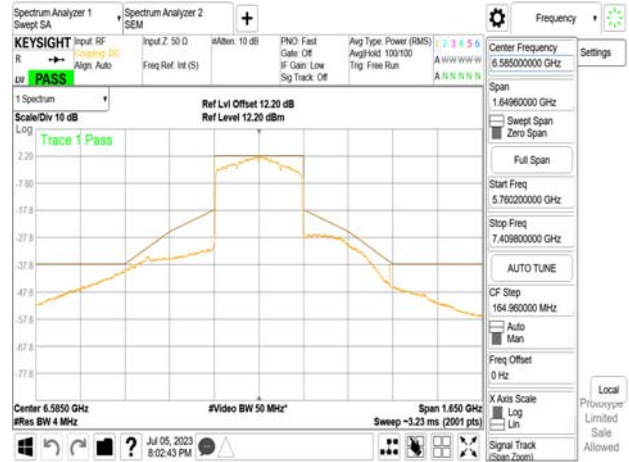 Spectrum Analyzer 1
Swept SA
Spectrum Analyzer 2
SEM
+
Frequency
KEYSIGHT
R
LV PASS
Input: RF
Coupling: DC
Align: Auto
Input Z: 50 Ω
Freq Ref: Int (S)
#Atten: 10 dB
PNO: Fast
Gate: Off
IF Gain: Low
Sig Track: Off
Avg Type: Power (RMS)
Avg|Hold: 100/100
Trig: Free Run
1 2 3 4 5 6
A W W W W W
A N N N N N
1 Spectrum
Scale/Div 10 dB
Ref Lvl Offset 12.20 dB
Ref Level 12.20 dBm
Log
Trace 1 Pass
2.20
-7.80
-17.8
-27.8
-37.8
-47.8
-57.8
-67.8
-77.8
Center 6.5850 GHz
#Res BW 4 MHz
#Video BW 50 MHz*
Span 1.650 GHz
Sweep ~3.23 ms (2001 pts)
?
Jul 05, 2023
8:02:43 PM
Center Frequency
6.585000000 GHz
Settings
Span
1.64960000 GHz
Swept Span
Zero Span
Full Span
Start Freq
5.760200000 GHz
Stop Freq
7.409800000 GHz
AUTO TUNE
CF Step
164.960000 MHz
Auto
Man
Freq Offset
0 Hz
X Axis Scale
Log
Lin
Signal Track
(Span Zoom)
Local
Prototype
Limited
Sale
Allowed